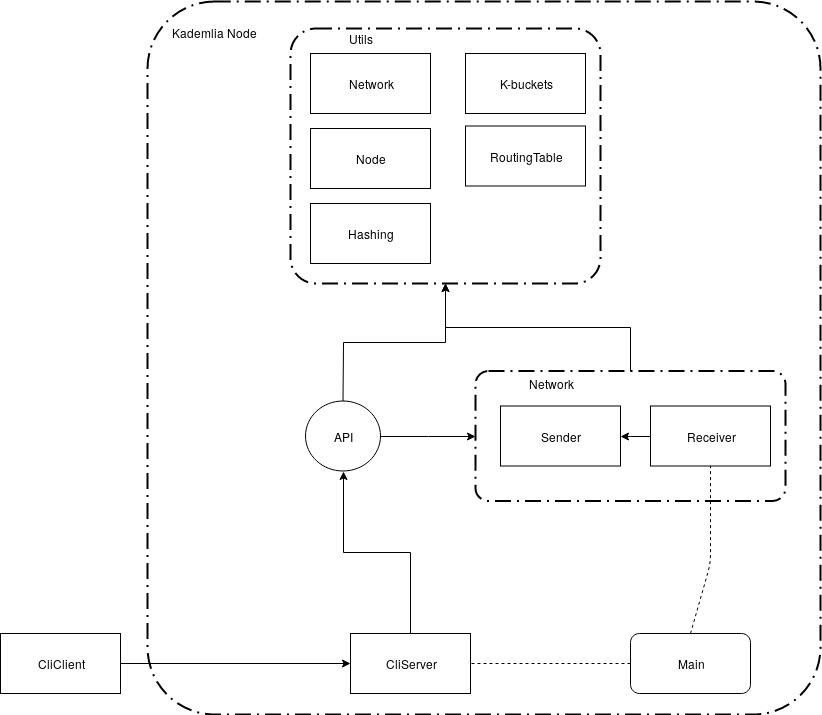 Kademlia Node
Utils
Network
K-buckets
Node
RoutingTable
Hashing
Network
API
Sender
Receiver
CliClient
CliServer
Main